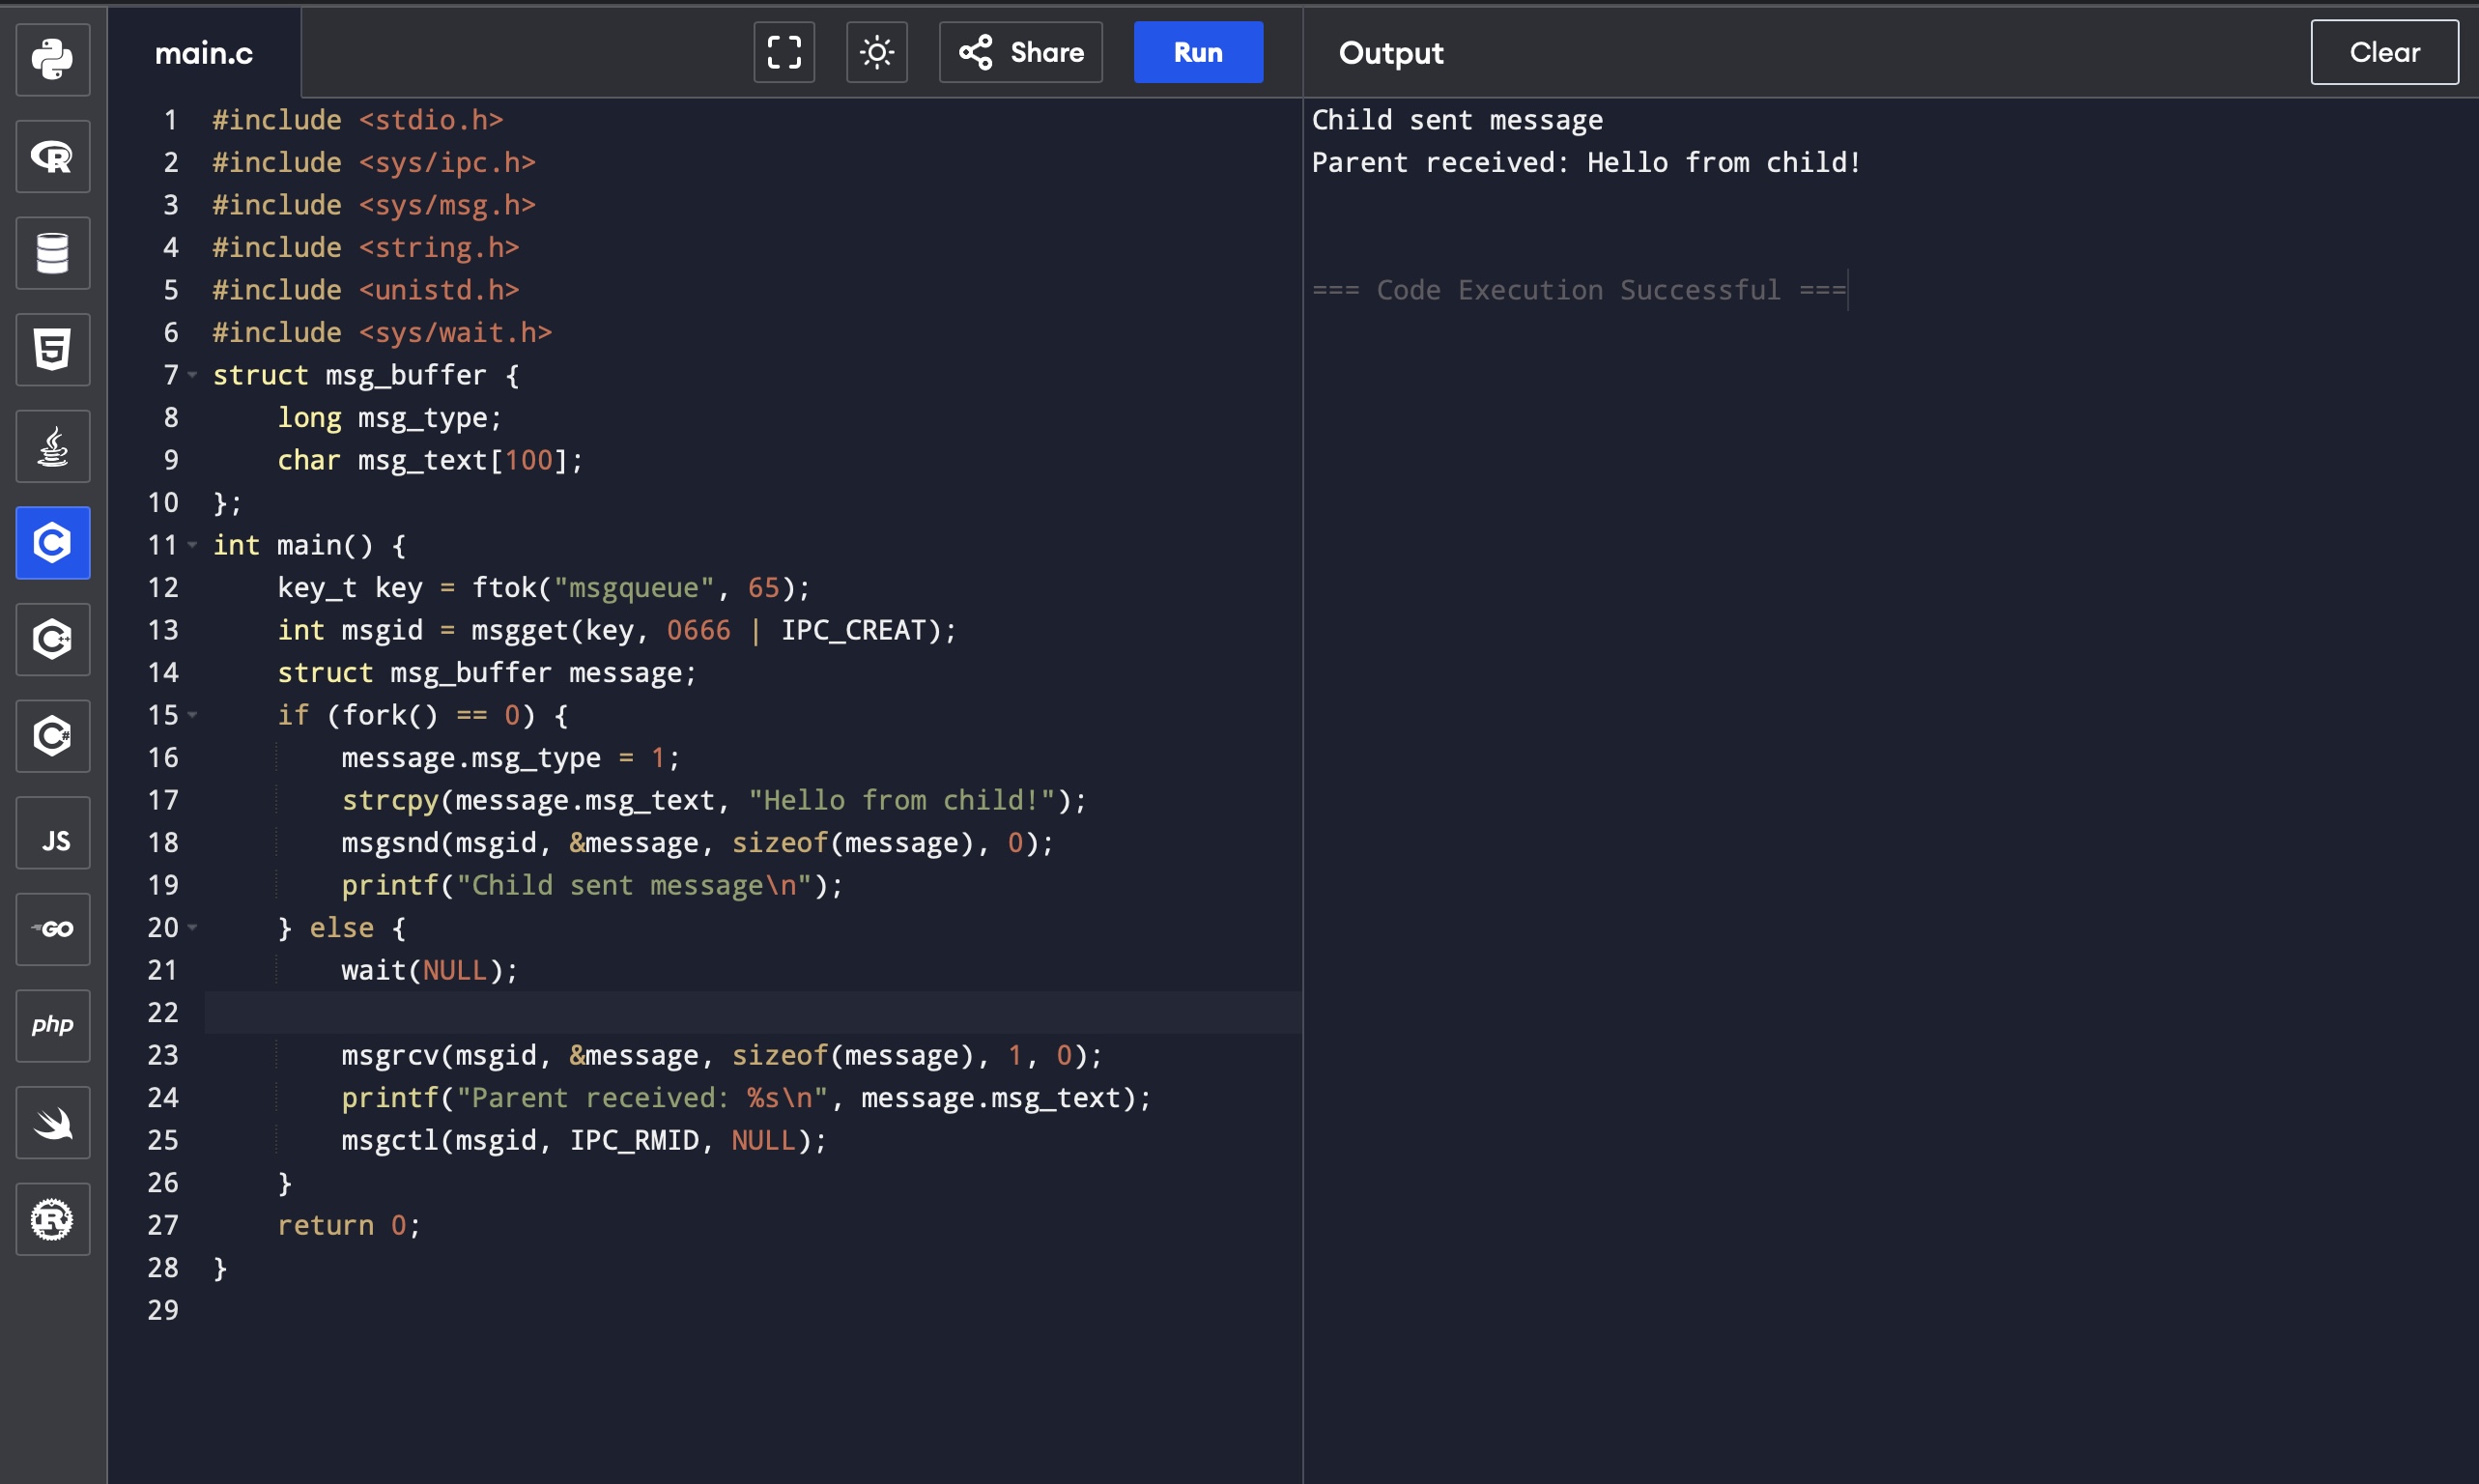 main.c
Share
Run
Output
Clear
1 #include <stdio.h>
2 #include <sys/ipc.h>
3 #include <sys/msg.h>
4 #include <string.h>
5 #include <unistd.h>
6 #include <sys/wait.h>
7 struct msg_buffer {
8     long msg_type;
9     char msg_text[100];
10 };
11 int main() {
12     key_t key = ftok("msgqueue", 65);
13     int msgid = msgget(key, 0666 | IPC_CREAT);
14     struct msg_buffer message;
15     if (fork() == 0) {
16         message.msg_type = 1;
17         strcpy(message.msg_text, "Hello from child!");
18         msgsnd(msgid, &message, sizeof(message), 0);
19         printf("Child sent message\n");
20     } else {
21         wait(NULL);
22
23         msgrcv(msgid, &message, sizeof(message), 1, 0);
24         printf("Parent received: %s\n", message.msg_text);
25         msgctl(msgid, IPC_RMID, NULL);
26     }
27     return 0;
28 }
29
Child sent message
Parent received: Hello from child!
=== Code Execution Successful ===
R
5
C
C++
C#
JS
GO
php
R